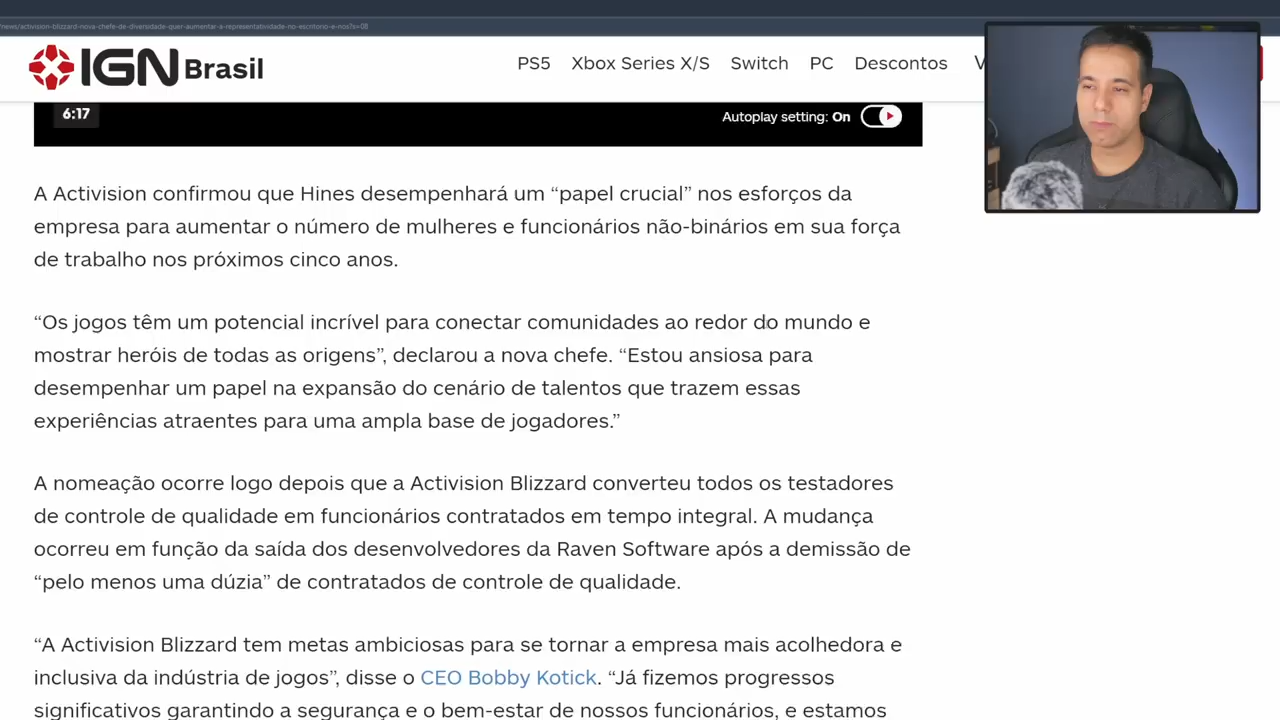 /news/activision-blizzard-nova-chefe-de-diversidade-quer-aumentar-a-representatividade-no-escritorio-e-nos?s=08
IGN Brasil
PS5 Xbox Series X/S Switch PC Descontos V
6:17
Autoplay setting: On
A Activision confirmou que Hines desempenhará um “papel crucial” nos esforços da
empresa para aumentar o número de mulheres e funcionários não-binários em sua força
de trabalho nos próximos cinco anos.
“Os jogos têm um potencial incrível para conectar comunidades ao redor do mundo e
mostrar heróis de todas as origens”, declarou a nova chefe. “Estou ansiosa para
desempenhar um papel na expansão do cenário de talentos que trazem essas
experiências atraentes para uma ampla base de jogadores.”
A nomeação ocorre logo depois que a Activision Blizzard converteu todos os testadores
de controle de qualidade em funcionários contratados em tempo integral. A mudança
ocorreu em função da saída dos desenvolvedores da Raven Software após a demissão de
“pelo menos uma dúzia” de contratados de controle de qualidade.
“A Activision Blizzard tem metas ambiciosas para se tornar a empresa mais acolhedora e
inclusiva da indústria de jogos”, disse o CEO Bobby Kotick. “Já fizemos progressos
significativos garantindo a segurança e o bem-estar de nossos funcionários, e estamos